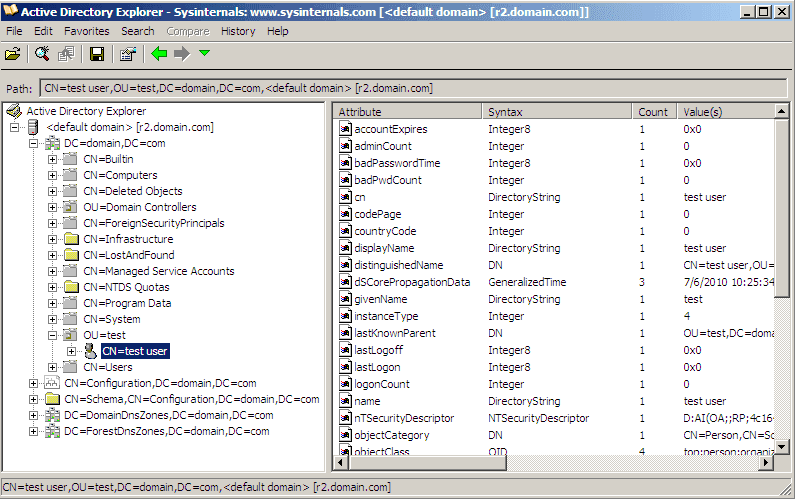 Active Directory Explorer - Sysinternals: www.sysinternals.com [<default domain> [r2.domain.com]]
File Edit Favorites Search Compare History Help
Path: CN=test user,OU=test,DC=domain,DC=com,<default domain> [r2.domain.com]
Active Directory Explorer
<default domain> [r2.domain.com]
DC=domain,DC=com
CN=Builtin
CN=Computers
CN=Deleted Objects
OU=Domain Controllers
CN=ForeignSecurityPrincipals
CN=Infrastructure
CN=LostAndFound
CN=Managed Service Accounts
CN=NTDS Quotas
CN=Program Data
CN=System
OU=test
CN=test user
CN=Users
CN=Configuration,DC=domain,DC=com
CN=Schema,CN=Configuration,DC=domain,DC=com
DC=DomainDnsZones,DC=domain,DC=com
DC=ForestDnsZones,DC=domain,DC=com
Attribute Syntax Count Value(s)
accountExpires Integer8 1 0x0
adminCount Integer 1 0
badPasswordTime Integer8 1 0x0
badPwdCount Integer 1 0
cn DirectoryString 1 test user
codePage Integer 1 0
countryCode Integer 1 0
displayName DirectoryString 1 test user
distinguishedName DN 1 CN=test user,OU=
dSCorePropagationData GeneralizedTime 3 7/6/2010 10:25:34
givenName DirectoryString 1 test
instanceType Integer 1 4
lastKnownParent DN 1 OU=test,DC=doma
lastLogoff Integer8 1 0x0
lastLogon Integer8 1 0x0
logonCount Integer 1 0
name DirectoryString 1 test user
nTSecurityDescriptor NTSecurityDescriptor 1 D:AI(OA;;RP;4c16
objectCategory DN 1 CN=Person,CN=Sc
objectClass OID 4 top;person;organiz
CN=test user,OU=test,DC=domain,DC=com,<default domain> [r2.domain.com]